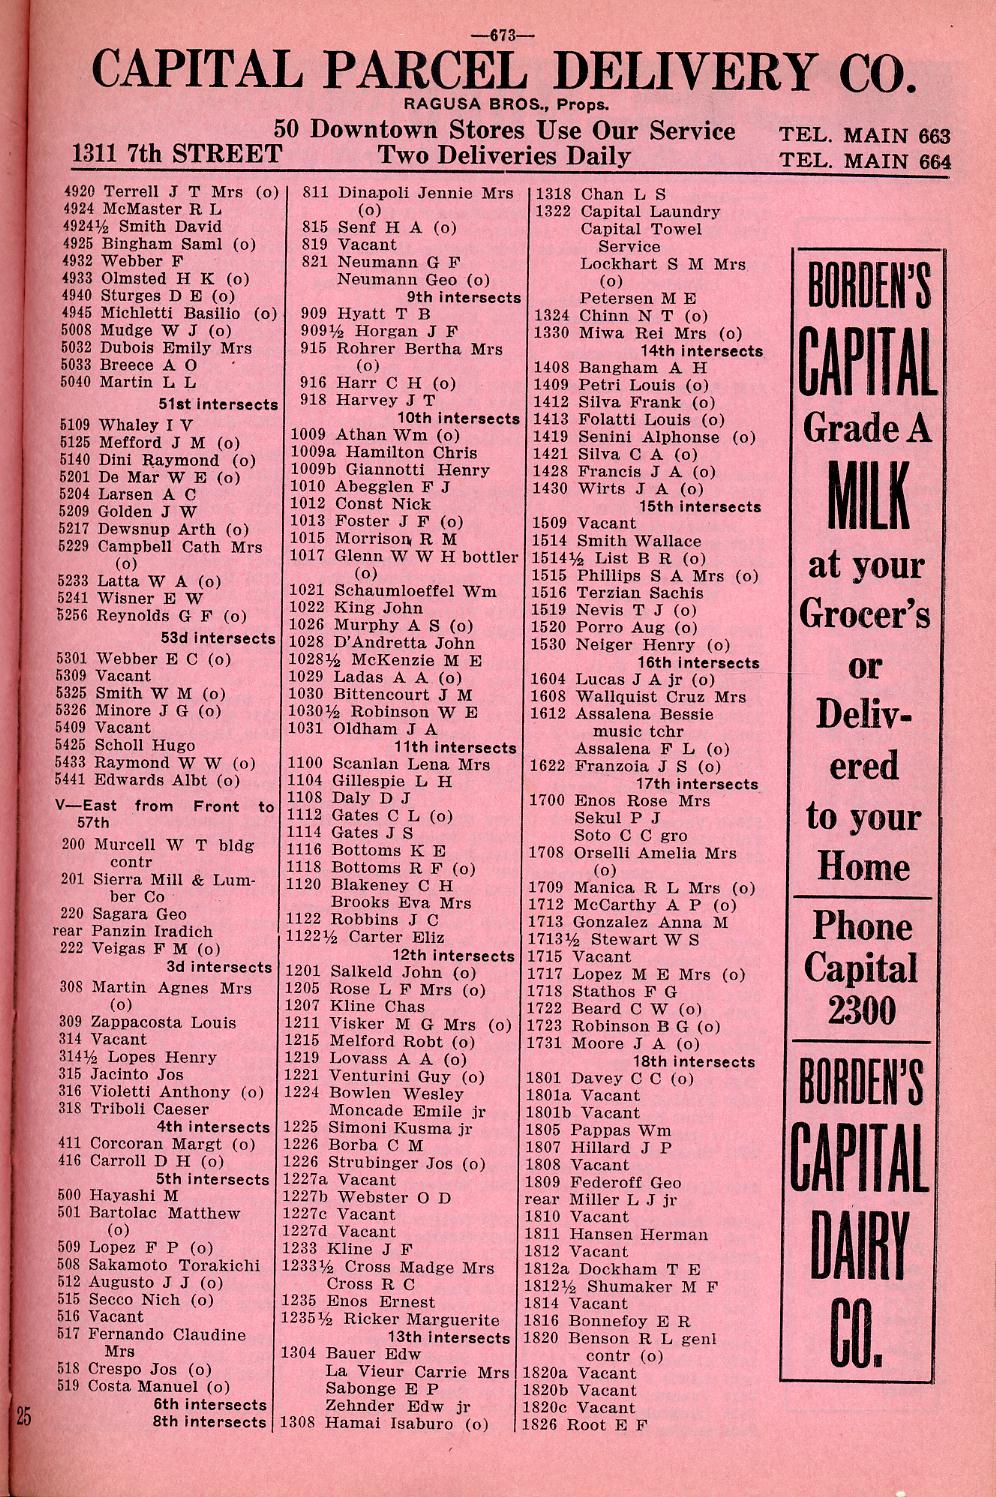 —673—
CAPITAL PARCEL DELIVERY CO.
RAGUSA BROS., Props.
50 Downtown Stores Use Our Service
1311 7th STREET
Two Deliveries Daily
TEL. MAIN 663
TEL. MAIN 664
4920 Terrell J T Mrs (o)
4924 McMaster R L
4924½ Smith David
4925 Bingham Saml (o)
4932 Webber F
4933 Olmsted H K (o)
4940 Sturges D E (o)
4945 Michletti Basilio (o)
5008 Mudge W J (o)
5032 Dubois Emily Mrs
5033 Breece A O
5040 Martin L L
51st intersects
5109 Whaley I V
5125 Mefford J M (o)
5140 Dini Raymond (o)
5201 De Mar W E (o)
5204 Larsen A C
5209 Golden J W
5217 Dewsnup Arth (o)
5229 Campbell Cath Mrs
(o)
5233 Latta W A (o)
5241 Wisner E W
5256 Reynolds G F (o)
53d intersects
5301 Webber E C (o)
5309 Vacant
5325 Smith W M (o)
5326 Minore J G (o)
5409 Vacant
5425 Scholl Hugo
5433 Raymond W W (o)
5441 Edwards Albt (o)
V—East from Front to
57th
200 Murcell W T bldg
contr
201 Sierra Mill & Lum-
ber Co
220 Sagara Geo
rear Panzin Iradich
222 Veigas F M (o)
3d intersects
308 Martin Agnes Mrs
(o)
309 Zappacosta Louis
314 Vacant
314½ Lopes Henry
315 Jacinto Jos
316 Violetti Anthony (o)
318 Triboli Caeser
4th intersects
411 Corcoran Margt (o)
416 Carroll D H (o)
5th intersects
500 Hayashi M
501 Bartolac Matthew
(o)
509 Lopez F P (o)
508 Sakamoto Torakichi
512 Augusto J J (o)
515 Secco Nich (o)
516 Vacant
517 Fernando Claudine
Mrs
518 Crespo Jos (o)
519 Costa Manuel (o)
6th intersects
8th intersects
25
811 Dinapoli Jennie Mrs
(o)
815 Senf H A (o)
819 Vacant
821 Neumann G F
Neumann Geo (o)
9th intersects
909 Hyatt T B
909½ Horgan J F
915 Rohrer Bertha Mrs
(o)
916 Harr C H (o)
918 Harvey J T
10th intersects
1009 Athan Wm (o)
1009a Hamilton Chris
1009b Giannotti Henry
1010 Abegglen F J
1012 Const Nick
1013 Foster J F (o)
1015 Morrison R M
1017 Glenn W W H bottler
(o)
1021 Schaumloeffel Wm
1022 King John
1026 Murphy A S (o)
1028 D'Andretta John
1028½ McKenzie M E
1029 Ladas A A (o)
1030 Bittencourt J M
1030½ Robinson W E
1031 Oldham J A
11th intersects
1100 Scanlan Lena Mrs
1104 Gillespie L H
1108 Daly D J
1112 Gates C L (o)
1114 Gates J S
1116 Bottoms K E
1118 Bottoms R F (o)
1120 Blakeney C H
Brooks Eva Mrs
1122 Robbins J C
1122½ Carter Eliz
12th intersects
1201 Salkeld John (o)
1205 Rose L F Mrs (o)
1207 Kline Chas
1211 Visker M G Mrs (o)
1215 Melford Robt (o)
1219 Lovass A A (o)
1221 Venturini Guy (o)
1224 Bowlen Wesley
Moncade Emile jr
1225 Simoni Kusma jr
1226 Borba C M
1226 Strubinger Jos (o)
1227a Vacant
1227b Webster O D
1227c Vacant
1227d Vacant
1233 Kline J F
1233½ Cross Madge Mrs
Cross R C
1235 Enos Ernest
1235½ Ricker Marguerite
13th intersects
1304 Bauer Edw
La Vieur Carrie Mrs
Sabonge E P
Zehnder Edw jr
1308 Hamai Isaburo (o)
1318 Chan L S
1322 Capital Laundry
Capital Towel
Service
Lockhart S M Mrs
(o)
Petersen M E
1324 Chinn N T (o)
1330 Miwa Rei Mrs (o)
14th intersects
1408 Bangham A H
1409 Petri Louis (o)
1412 Silva Frank (o)
1413 Folatti Louis (o)
1419 Senini Alphonse (o)
1421 Silva C A (o)
1428 Francis J A (o)
1430 Wirts J A (o)
15th intersects
1509 Vacant
1514 Smith Wallace
1514½ List B R (o)
1515 Phillips S A Mrs (o)
1516 Terzian Sachis
1519 Nevis T J (o)
1520 Porro Aug (o)
1530 Neiger Henry (o)
16th intersects
1604 Lucas J A jr (o)
1608 Wallquist Cruz Mrs
1612 Assalena Bessie
music tchr
Assalena F L (o)
1622 Franzoia J S (o)
17th intersects
1700 Enos Rose Mrs
Sekul P J
Soto C C gro
1708 Orselli Amelia Mrs
(o)
1709 Manica R L Mrs (o)
1712 McCarthy A P (o)
1713 Gonzalez Anna M
1713½ Stewart W S
1715 Vacant
1717 Lopez M E Mrs (o)
1718 Stathos F G
1722 Beard C W (o)
1723 Robinson B G (o)
1731 Moore J A (o)
18th intersects
1801 Davey C C (o)
1801a Vacant
1801b Vacant
1805 Pappas Wm
1807 Hillard J P
1808 Vacant
1809 Federoff Geo
rear Miller L J jr
1810 Vacant
1811 Hansen Herman
1812 Vacant
1812a Dockham T E
1812½ Shumaker M F
1814 Vacant
1816 Bonnefoy E R
1820 Benson R L genl
contr (o)
1820a Vacant
1820b Vacant
1820c Vacant
1826 Root E F
BORDEN'S
CAPITAL
Grade A
MILK
at your
Grocer's
or
Deliv-
ered
to your
Home
Phone
Capital
2300
BORDEN'S
CAPITAL
DAIRY
CO.